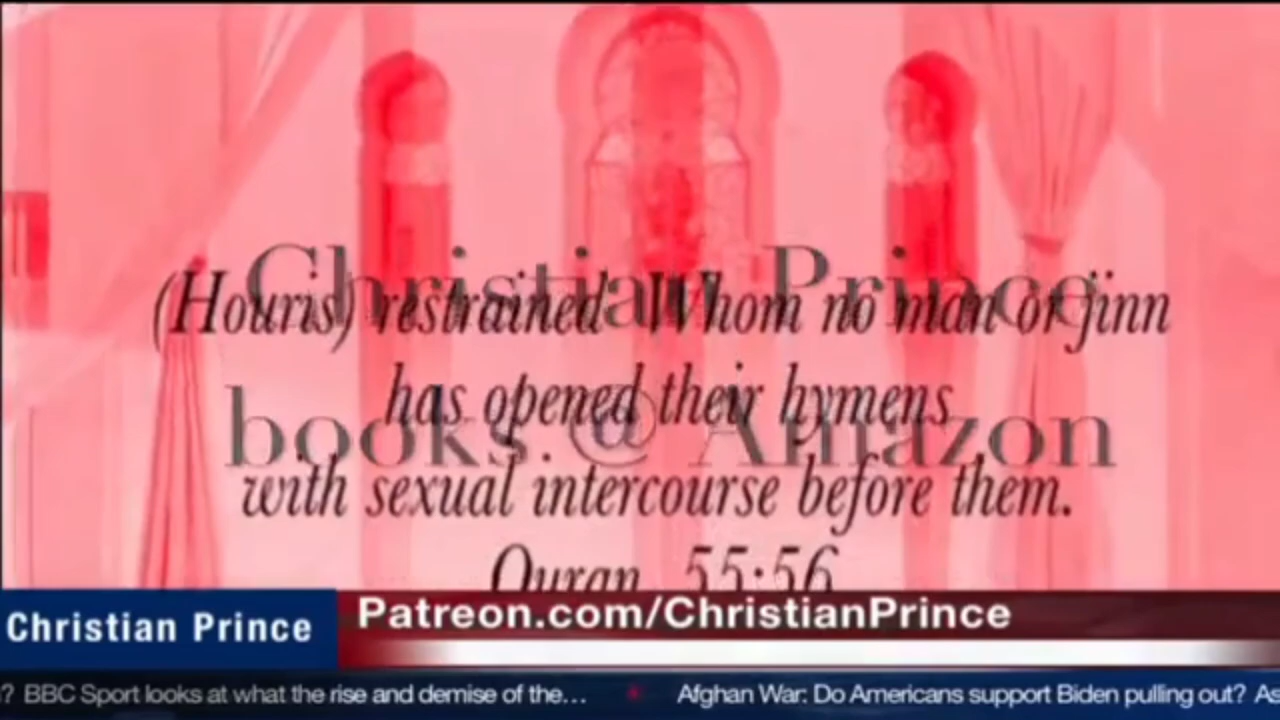 Christian Prince
(Houris) restrained Whom no man or jinn
has opened their hymens
books @ Amazon
with sexual intercourse before them.
Quran 55:56
Christian Prince
Patreon.com/ChristianPrince
? BBC Sport looks at what the rise and demise of the... Afghan War: Do Americans support Biden pulling out? As